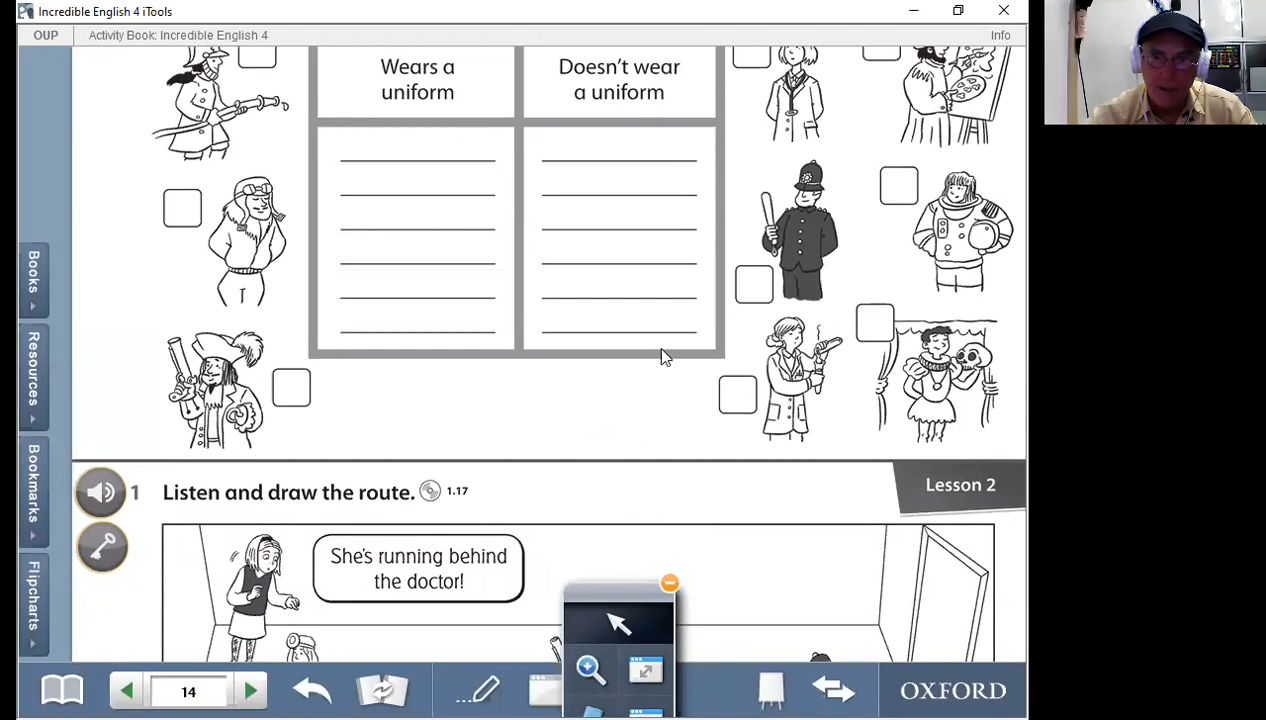 Incredible English 4 iTools
OUP
Activity Book: Incredible English 4
Info
Wears a
uniform
Doesn't wear
a uniform
Books
Resources
Bookmarks
Flipcharts
1
Listen and draw the route.
1.17
Lesson 2
She's running behind
the doctor!
14
OXFORD